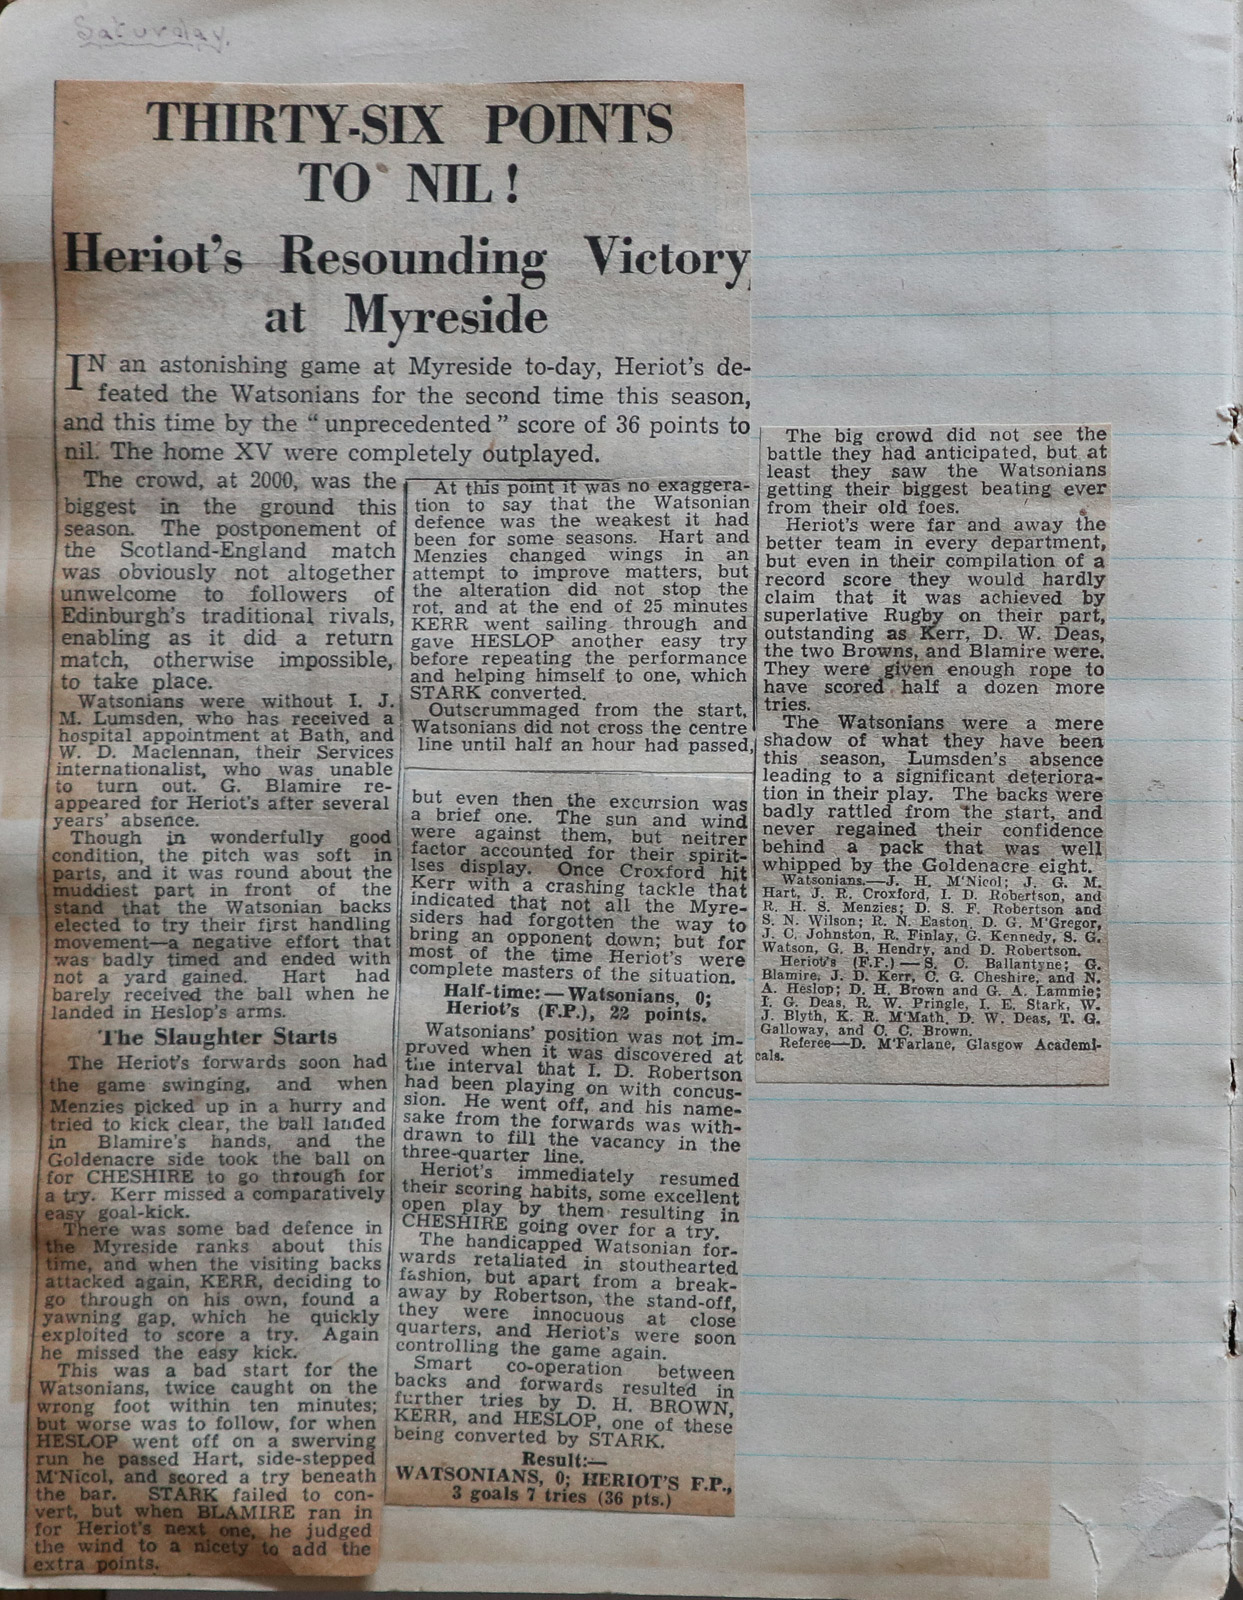 Saturday.
THIRTY-SIX POINTS
TO NIL!
Heriot's Resounding Victory
at Myreside
IN an astonishing game at Myreside to-day, Heriot's de-
feated the Watsonians for the second time this season,
and this time by the "unprecedented" score of 36 points to
nil. The home XV were completely outplayed.
The crowd, at 2000, was the
biggest in the ground this
season. The postponement of
the Scotland-England match
was obviously not altogether
unwelcome to followers of
Edinburgh's traditional rivals,
enabling as it did a return
match, otherwise impossible,
to take place.
Watsonians were without I. J.
M. Lumsden, who has received a
hospital appointment at Bath, and
W. D. Maclennan, their Services
internationalist, who was unable
to turn out. G. Blamire re-
appeared for Heriot's after several
years' absence.
Though in wonderfully good
condition, the pitch was soft in
parts, and it was round about the
muddiest part in front of the
stand that the Watsonian backs
elected to try their first handling
movement—a negative effort that
was badly timed and ended with
not a yard gained. Hart had
barely received the ball when he
landed in Heslop's arms.
The Slaughter Starts
The Heriot's forwards soon had
the game swinging, and when
Menzies picked up in a hurry and
tried to kick clear, the ball landed
in Blamire's hands, and the
Goldenacre side took the ball on
for CHESHIRE to go through for
a try. Kerr missed a comparatively
easy goal-kick.
There was some bad defence in
the Myreside ranks about this
time, and when the visiting backs
attacked again, KERR, deciding to
go through on his own, found a
yawning gap, which he quickly
exploited to score a try. Again
he missed the easy kick.
This was a bad start for the
Watsonians, twice caught on the
wrong foot within ten minutes;
but worse was to follow, for when
HESLOP went off on a swerving
run he passed Hart, side-stepped
M'Nicol, and scored a try beneath
the bar. STARK failed to con-
vert, but when BLAMIRE ran in
for Heriot's next one, he judged
the wind to a nicety to add the
extra points.
At this point it was no exaggera-
tion to say that the Watsonian
defence was the weakest it had
been for some seasons. Hart and
Menzies changed wings in an
attempt to improve matters, but
the alteration did not stop the
rot, and at the end of 25 minutes
KERR went sailing through and
gave HESLOP another easy try
before repeating the performance
and helping himself to one, which
STARK converted.
Outscrummaged from the start,
Watsonians did not cross the centre
line until half an hour had passed,
but even then the excursion was
a brief one. The sun and wind
were against them, but neitrer
factor accounted for their spirit-
lses display. Once Croxford hit
Kerr with a crashing tackle that
indicated that not all the Myre-
siders had forgotten the way to
bring an opponent down; but for
most of the time Heriot's were
complete masters of the situation.
Half-time:—Watsonians, 0;
Heriot's (F.P.), 22 points.
Watsonians' position was not im-
proved when it was discovered at
the interval that I. D. Robertson
had been playing on with concus-
sion. He went off, and his name-
sake from the forwards was with-
drawn to fill the vacancy in the
three-quarter line.
Heriot's immediately resumed
their scoring habits, some excellent
open play by them resulting in
CHESHIRE going over for a try.
The handicapped Watsonian for-
wards retaliated in stouthearted
fashion, but apart from a break-
away by Robertson, the stand-off,
they were innocuous at close
quarters, and Heriot's were soon
controlling the game again.
Smart co-operation between
backs and forwards resulted in
further tries by D. H. BROWN,
KERR, and HESLOP, one of these
being converted by STARK.
Result:—
WATSONIANS, 0; HERIOT'S F.P.,
3 goals 7 tries (36 pts.)
The big crowd did not see the
battle they had anticipated, but at
least they saw the Watsonians
getting their biggest beating ever
from their old foes.
Heriot's were far and away the
better team in every department,
but even in their compilation of a
record score they would hardly
claim that it was achieved by
superlative Rugby on their part,
outstanding as Kerr, D. W. Deas,
the two Browns, and Blamire were.
They were given enough rope to
have scored half a dozen more
tries.
The Watsonians were a mere
shadow of what they have been
this season, Lumsden's absence
leading to a significant deteriora-
tion in their play. The backs were
badly rattled from the start, and
never regained their confidence
behind a pack that was well
whipped by the Goldenacre eight.
Watsonians.—J. H. M'Nicol; J. G. M.
Hart, J. R. Croxford, I. D. Robertson, and
R. H. S. Menzies; D. S. F. Robertson and
S. N. Wilson; R. N. Easton, D. G. M'Gregor,
J. C. Johnston, R. Finlay, G. Kennedy, S. G.
Watson, G. B. Hendry, and D. Robertson.
Heriot's (F.P.)—S. C. Ballantyne; G.
Blamire, J. D. Kerr, C. G. Cheshire, and N.
A. Heslop; D. H. Brown and G. A. Lammie;
I. G. Deas, R. W. Pringle, I. E. Stark, W.
J. Blyth, K. R. M'Math, D. W. Deas, T. G.
Galloway, and C. C. Brown.
Referee—D. M'Farlane, Glasgow Academi-
cals.